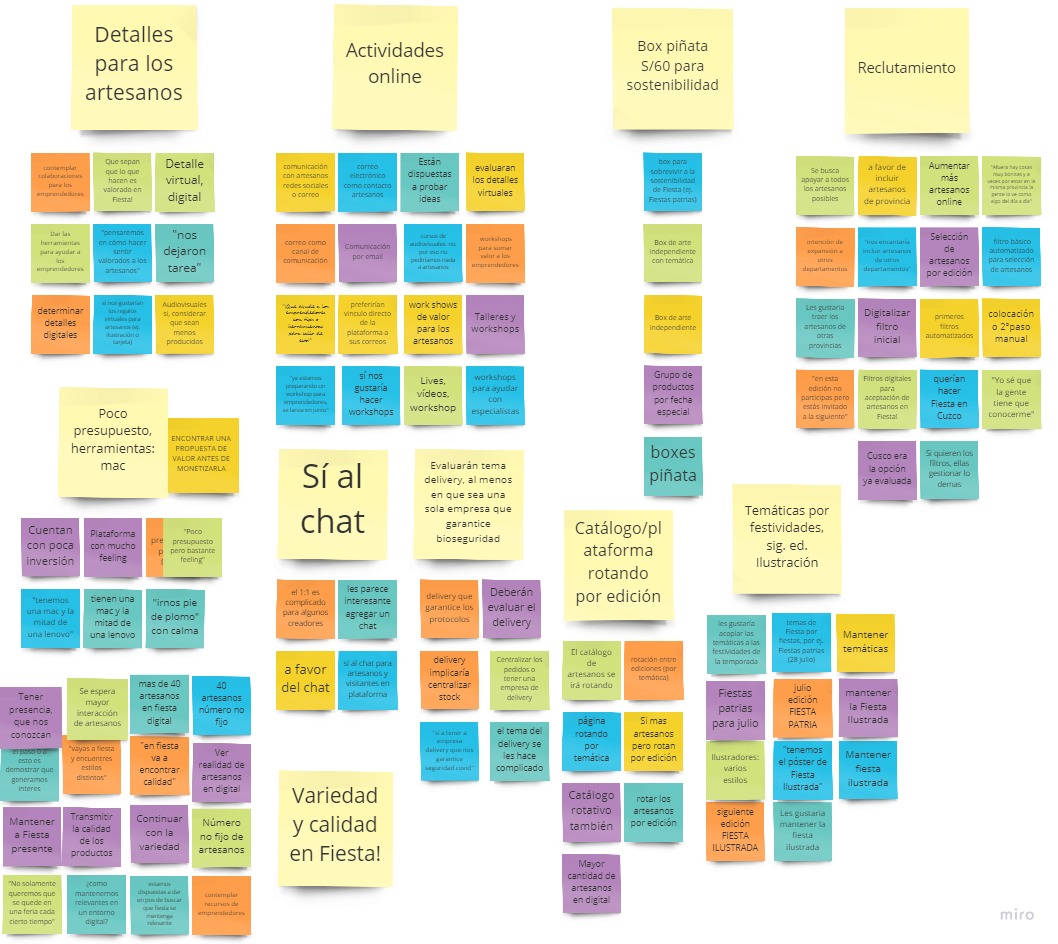 Detalles
para los
artesanos
Actividades
online
Box piñata
S/60 para
sostenibilidad
Reclutamiento
contemplar
colaboraciones
para los
emprendedores
Que sepan
que lo que
hacen es
valorado en
Fiesta!
Detalle
virtual,
digital
Dar las
herramientas
para ayudar a
los
emprendedores
"pensaremos
en cómo hacer
sentir
valorados a los
artesanos"
"nos
dejaron
tarea"
determinar
detalles
digitales
sí nos gustarían
los regalos
virtuales para
artesanos (ej.
ilustración o
tarjeta)
Audiovisuales
si, considerar
que sean
menos
producidos
comunicación
con artesanos
redes sociales
o correo
correo
electrónico
como contacto
artesanos
Están
dispuestas
a probar
ideas
evaluaran
los detalles
virtuales
correo como
canal de
comunicación
Comunicación
por email
cursos de
audiovisuales, no,
por eso no
pediríamos nada
a artesanos
workshops
para sumar
valor a los
emprendedores
"Que ayude a los
emprendedores
con tips o
herramientas
para salir de
eso"
preferirían
vínculo directo
de la
plataforma a
sus correos
work shows
de valor
para los
artesanos
Talleres y
workshops
"ya estamos
preparando un
workshop para
emprendedores,
se lanza en junio"
sí nos
gustaría
hacer
workshops
Lives,
vídeos,
workshop
workshops
para ayudar
con
especialistas
box para
sobrevivir a la
sostenibilidad
de Fiesta (ej.
Fiestas patrias)
Box de arte
independiente
con temática
Box de arte
independiente
Grupo de
productos
por fecha
especial
boxes
piñata
Se busca
apoyar a todos
los artesanos
posibles
a favor de
incluir
artesanos
de provincia
Aumentar
más
artesanos
online
"Afuera hay cosas
muy bonitas y a
veces por estar en la
misma provincia la
gente lo ve como
algo del día a día"
intención de
expansión a
otros
departamentos
"nos encantaría
incluir artesanos
de otros
departamentos"
Selección
de
artesanos
por edición
filtro básico
automatizado
para selección
de artesanos
Les gustaría
traer los
artesanos de
otras
provincias
Digitalizar
filtro
inicial
primeros
filtros
automatizados
colocación
o 2°paso
manual
"en esta
edición no
participas pero
estás invitado
a la siguiente"
Filtros digitales
para
aceptación de
artesanos en
Fiesta!
querían
hacer
Fiesta en
Cuzco
"Yo sé que
la gente
tiene que
conocerme"
Cusco era
la opción
ya evaluada
Si quieren los
filtros, ellas
gestionar lo
demas
Poco
presupuesto,
herramientas:
mac
ENCONTRAR UNA
PROPUESTA DE
VALOR ANTES DE
MONETIZARLA
Cuentan
con poca
inversión
Plataforma
con mucho
feeling
"Poco
presupuesto
pero bastante
feeling"
"tenemos
una mac y la
mitad de
una lenovo"
tienen una
mac y la
mitad de
una lenovo
"irnos pie
de plomo"
con calma
Sí al
chat
Evaluarán tema
delivery, al menos
en que sea una
sola empresa que
garantice
bioseguridad
el 1:1 es
complicado
para algunos
creadores
les parece
interesante
agregar un
chat
a favor
del chat
sí al chat para
artesanos y
visitantes en
plataforma
delivery que
garantice los
protocolos
Deberán
evaluar el
delivery
delivery
implicaría
centralizar
stock
Centralizar los
pedidos o
tener una
empresa de
delivery
"sí a tener a
empresa
delivery que nos
garantice
seguridad covid"
el tema del
delivery se
les hace
complicado
Catálogo/pl
ataforma
rotando
por edición
El catálogo
de
artesanos se
irá rotando
rotación entre
ediciones (por
temática)
página
rotando
por
temática
Si mas
artesanos
pero rotan
por edición
Catálogo
rotativo
también
rotar los
artesanos
por edición
Mayor
cantidad de
artesanos
en digital
Temáticas por
festividades,
sig. ed.
Ilustración
les gustaría
acoplar las
temáticas a las
festividades de
la temporada
temas de
Fiesta por
fiestas, por ej.
Fiestas patrias
(28 julio)
Mantener
temáticas
Fiestas
patrias
para julio
julio
edición
FIESTA
PATRIA
mantener
la Fiesta
Ilustrada
Ilustradores:
varios
estilos
"tenemos
el póster de
Fiesta
Ilustrada"
Mantener
fiesta
ilustrada
siguiente
edición
FIESTA
ILUSTRADA
Les gustaría
mantener la
fiesta
ilustrada
Tener
presencia,
que nos
conozcan
Se espera
mayor
interacción
de artesanos
mas de 40
artesanos
en fiesta
digital
40
artesanos
número no
fijo
esto es
demostrar que
generamos
interes
"vayas a fiesta
y encuentres
estilos
distintos"
"en fiesta
va a
encontrar
calidad"
Ver
realidad de
artesanos
en digital
Mantener
a Fiesta
presente
Transmitir
la calidad
de los
productos
Continuar
con la
variedad
Número
no fijo de
artesanos
"No solamente
queremos que
se quede en
una feria cada
cierto tiempo"
¿como
mantenernos
relevantes en
un entorno
digital?
estamos
dispuestas a dar
en pos de buscar
que fiesta se
mantenga
relevante
contemplar
recursos de
emprendedores
Variedad
y calidad
en Fiesta!
miro